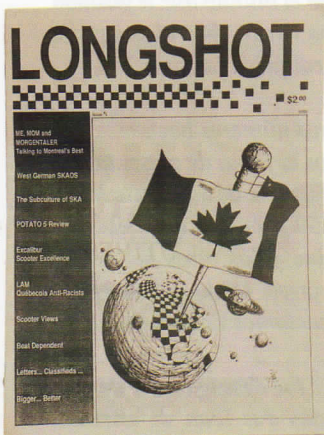 LONGSHOT
$2.00
ME, MOM and
MORGENTALER
Talking to Montreal's Best
West German SKAOS
The Subculture of SKA
POTATO 5 Review
Excalibur
Scooter Excellence
LAM
Québecois Anti-Racists
Scooter Views
Beat Dependent
Letters... Classifieds ...
Bigger... Better